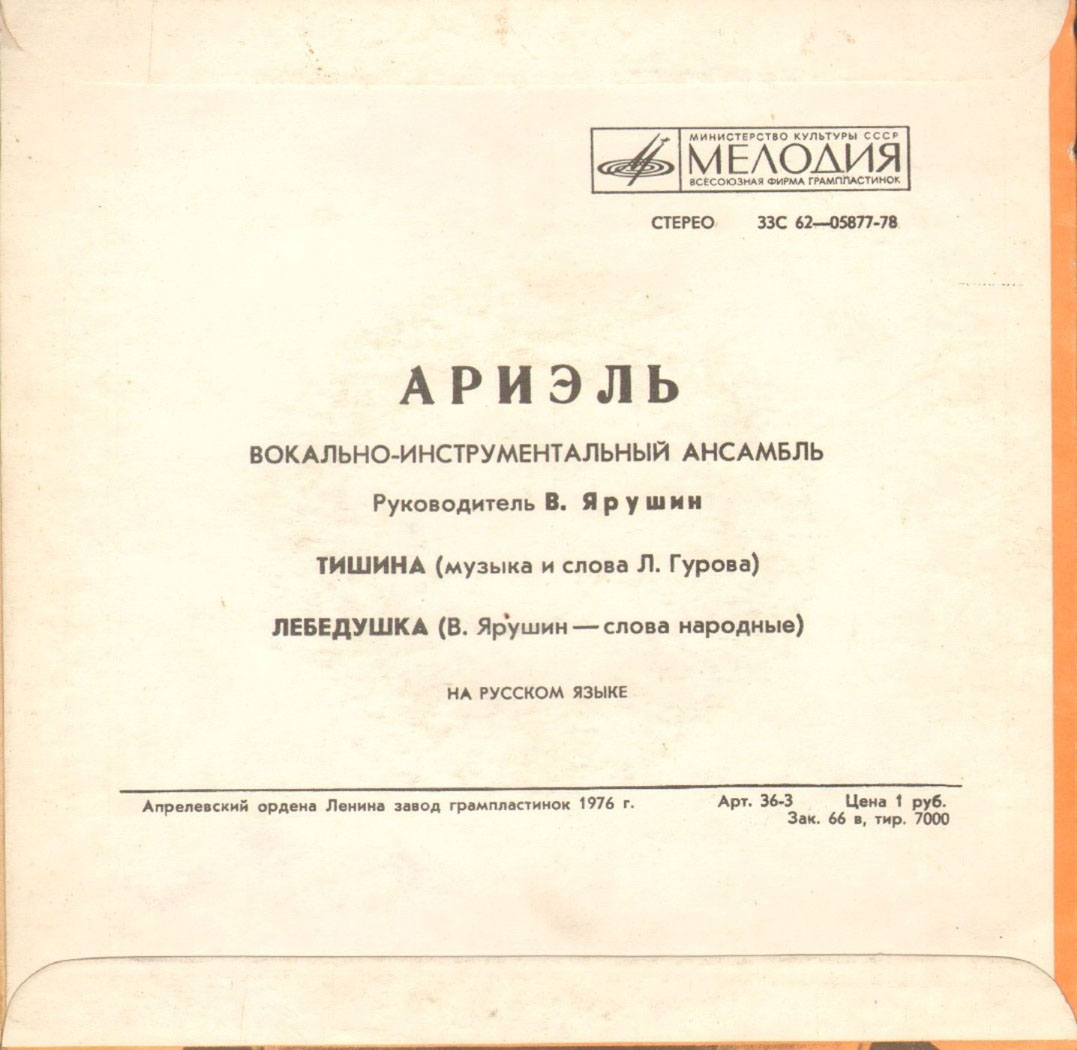 МИНИСТЕРСТВО КУЛЬТУРЫ СССР
МЕЛОДИЯ
ВСЕСОЮЗНАЯ ФИРМА ГРАМПЛАСТИНОК
СТЕРЕО 33С 62—05877-78
АРИЭЛЬ
ВОКАЛЬНО-ИНСТРУМЕНТАЛЬНЫЙ АНСАМБЛЬ
Руководитель В. Ярушин
ТИШИНА (музыка и слова Л. Гурова)
ЛЕБЕДУШКА (В. Ярушин — слова народные)
НА РУССКОМ ЯЗЫКЕ
Апрелевский ордена Ленина завод грампластинок 1976 г. Арт. 36-3 Цена 1 руб.
Зак. 66 в, тир. 7000